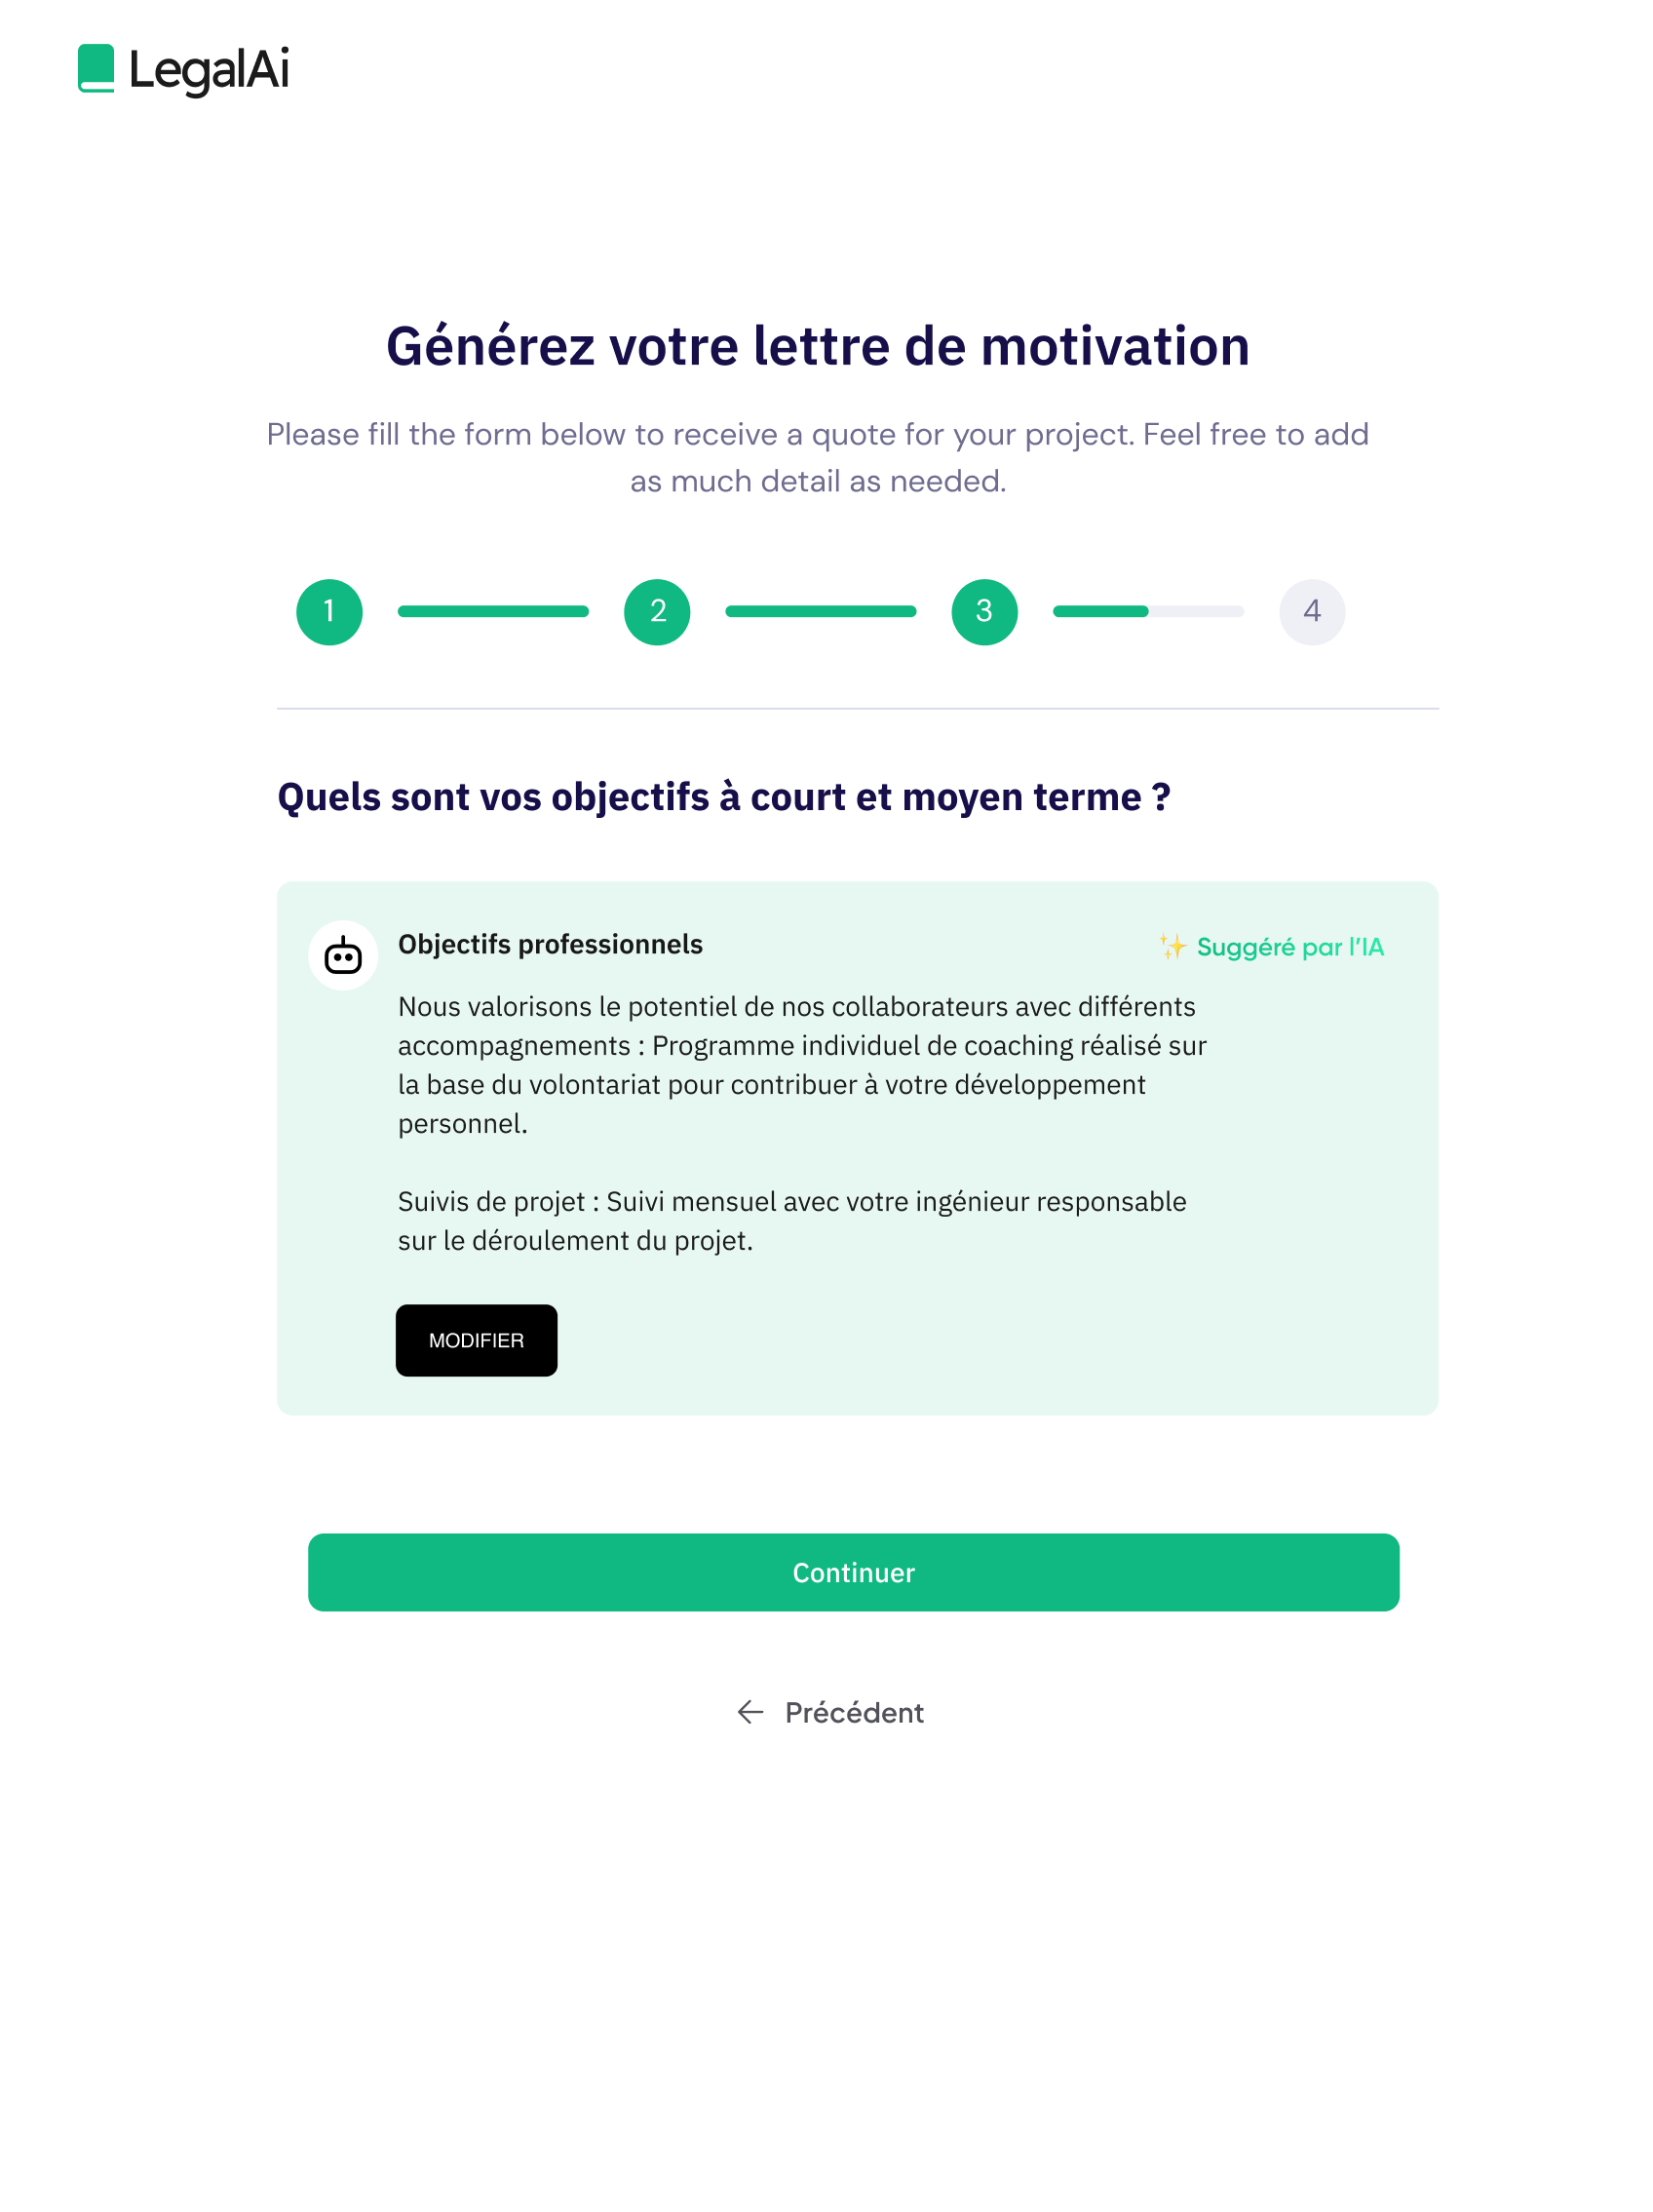 LegalAi
Générez votre lettre de motivation
Please fill the form below to receive a quote for your project. Feel free to add
as much detail as needed.
1 2 3 4
Quels sont vos objectifs à court et moyen terme ?
Objectifs professionnels
✨ Suggéré par l’IA
Nous valorisons le potentiel de nos collaborateurs avec différents
accompagnements : Programme individuel de coaching réalisé sur
la base du volontariat pour contribuer à votre développement
personnel.
Suivis de projet : Suivi mensuel avec votre ingénieur responsable
sur le déroulement du projet.
MODIFIER
Continuer
← Précédent